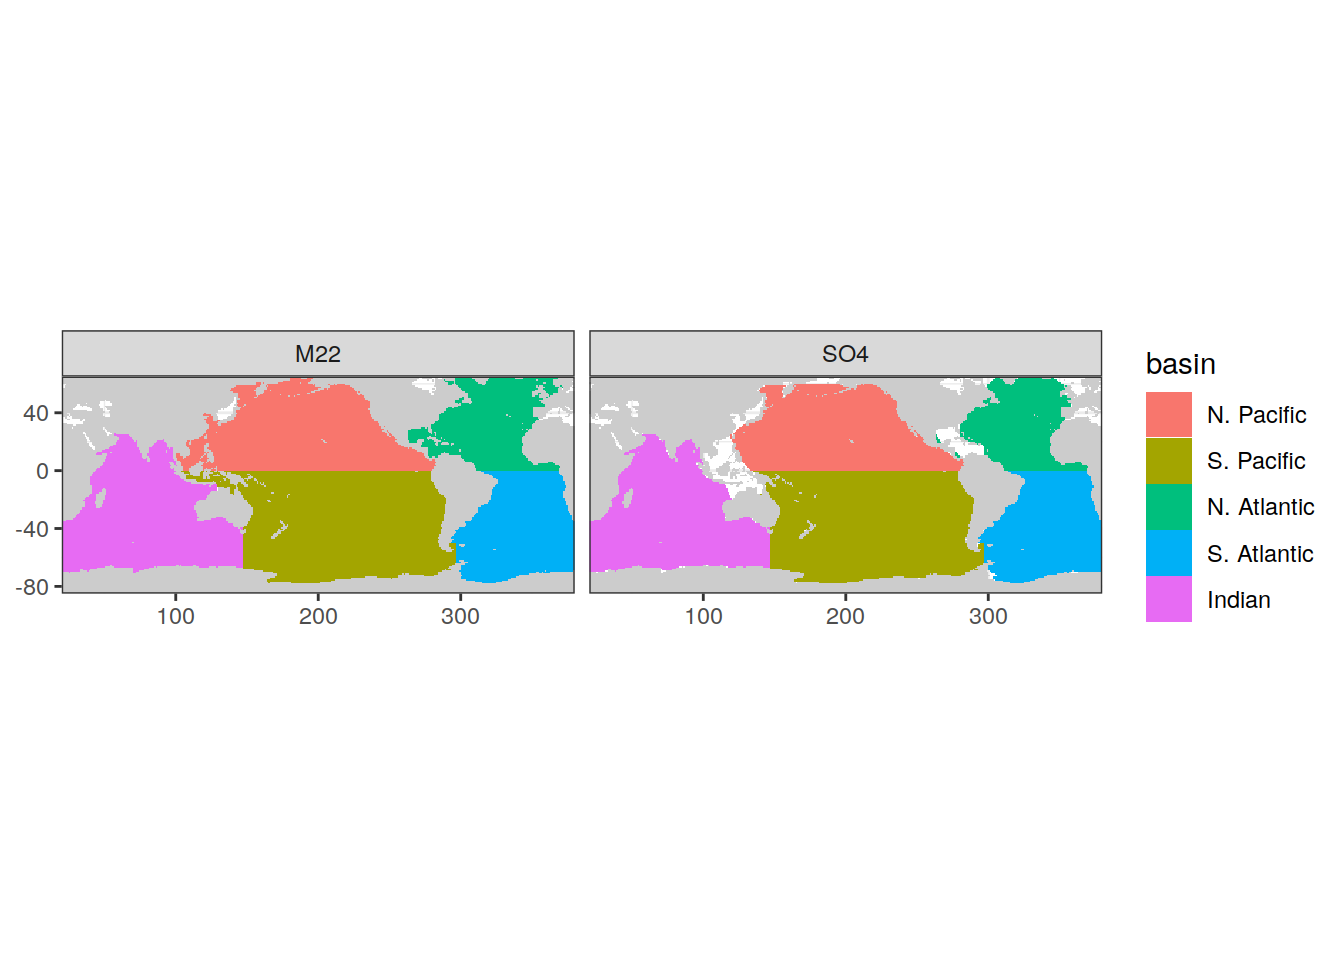 M22
SO4
40
0
-40
-80
100
200
300
100
200
300
basin
N. Pacific
S. Pacific
N. Atlantic
S. Atlantic
Indian